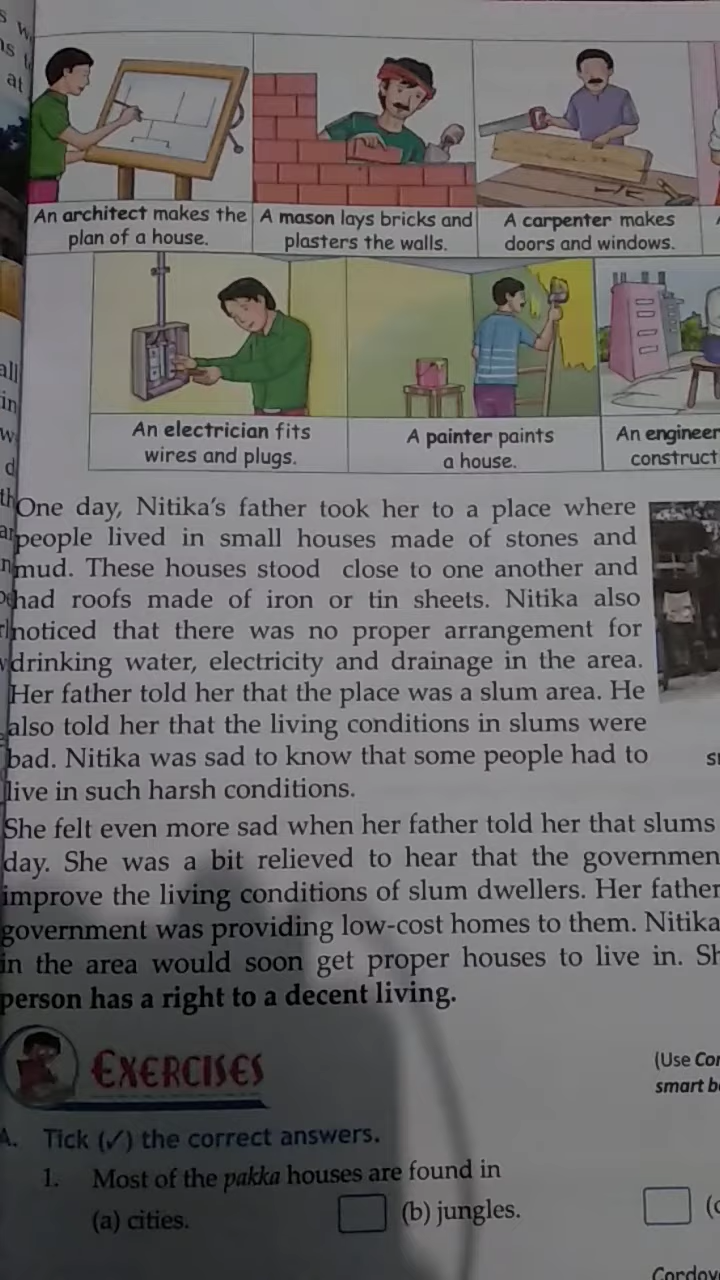 at
An architect makes the
plan of a house.
A mason lays bricks and
plasters the walls.
A carpenter makes
doors and windows.
An electrician fits
wires and plugs.
A painter paints
a house.
An engineer
construct
One day, Nitika's father took her to a place where
people lived in small houses made of stones and
mud. These houses stood close to one another and
had roofs made of iron or tin sheets. Nitika also
noticed that there was no proper arrangement for
drinking water, electricity and drainage in the area.
Her father told her that the place was a slum area. He
also told her that the living conditions in slums were
bad. Nitika was sad to know that some people had to
live in such harsh conditions.
She felt even more sad when her father told her that slums
day. She was a bit relieved to hear that the governmen
improve the living conditions of slum dwellers. Her father
government was providing low-cost homes to them. Nitika
in the area would soon get proper houses to live in. Sh
person has a right to a decent living.
EXERCISES
(Use Cor
smart b
A. Tick (✓) the correct answers.
1. Most of the pakka houses are found in
(a) cities. (b) jungles. (c
Cordov